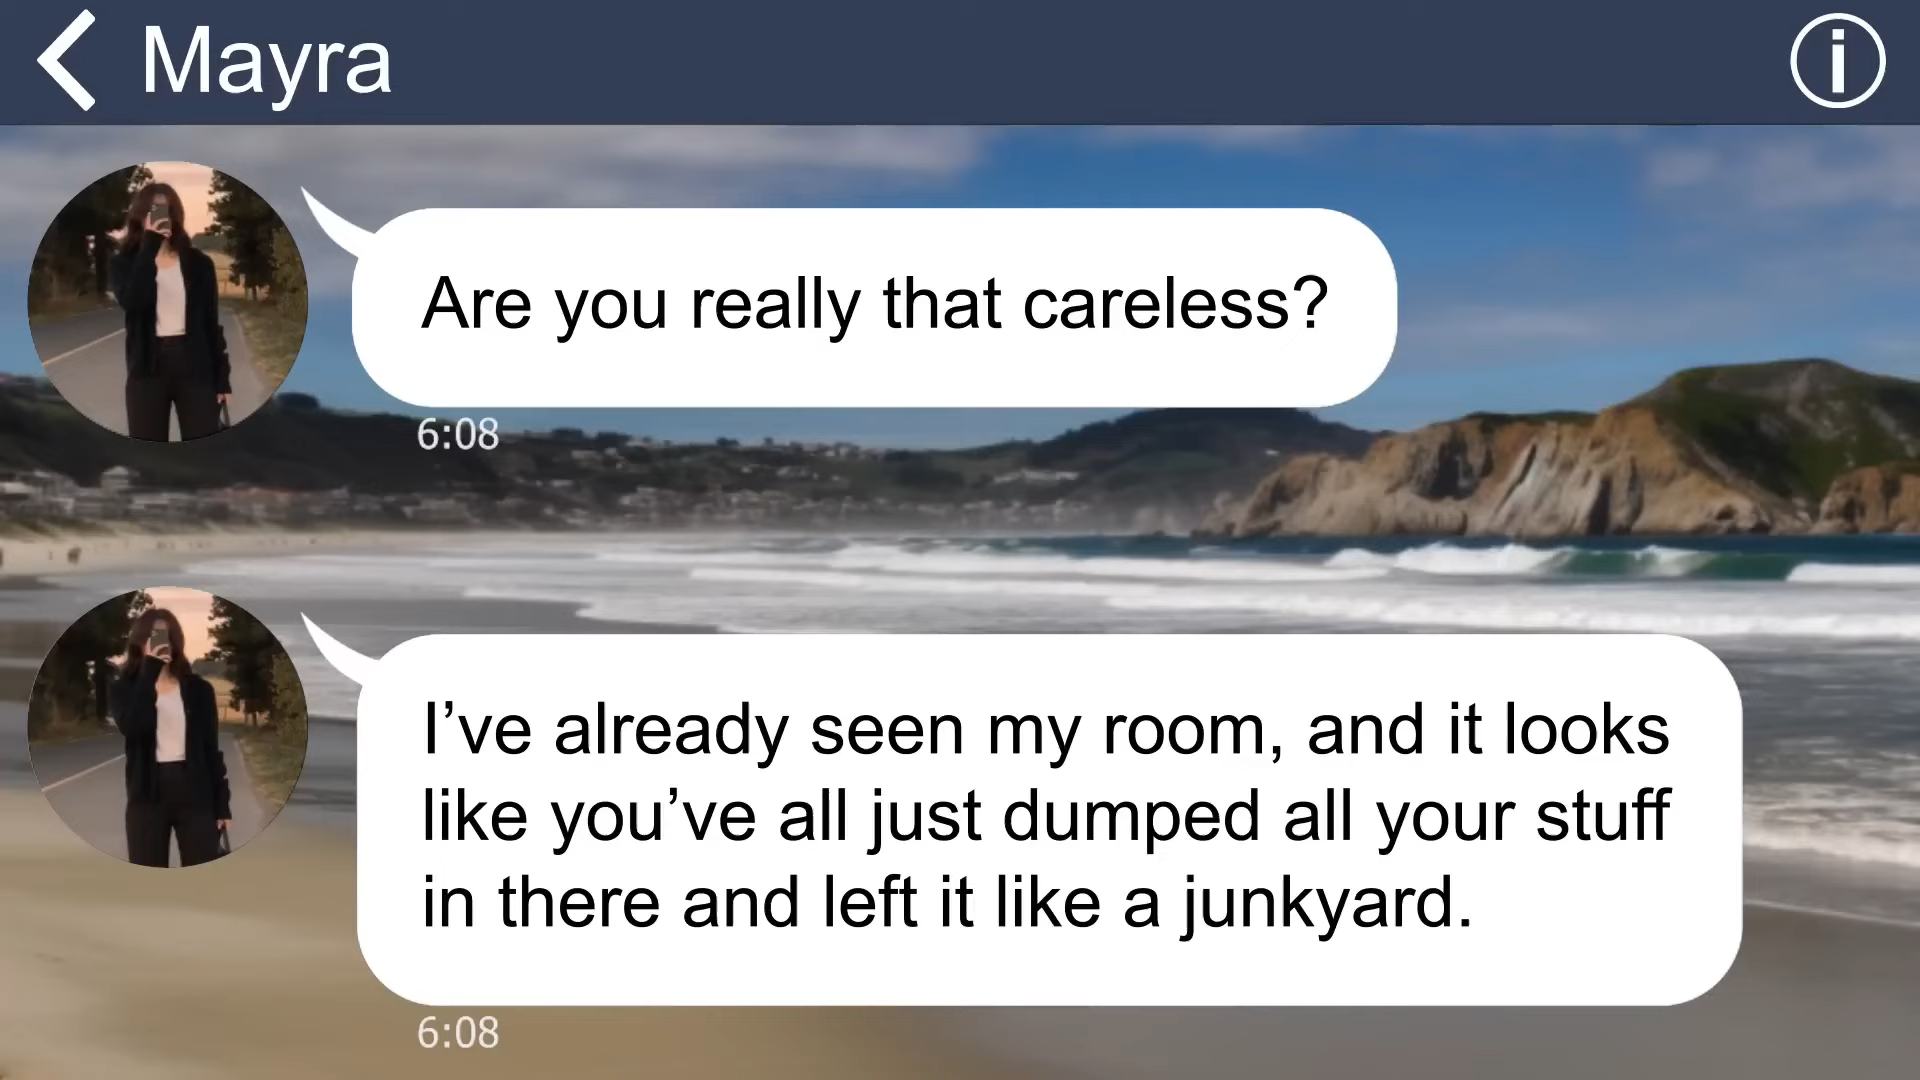 Mayra
Are you really that careless?
6:08
I’ve already seen my room, and it looks
like you’ve all just dumped all your stuff
in there and left it like a junkyard.
6:08